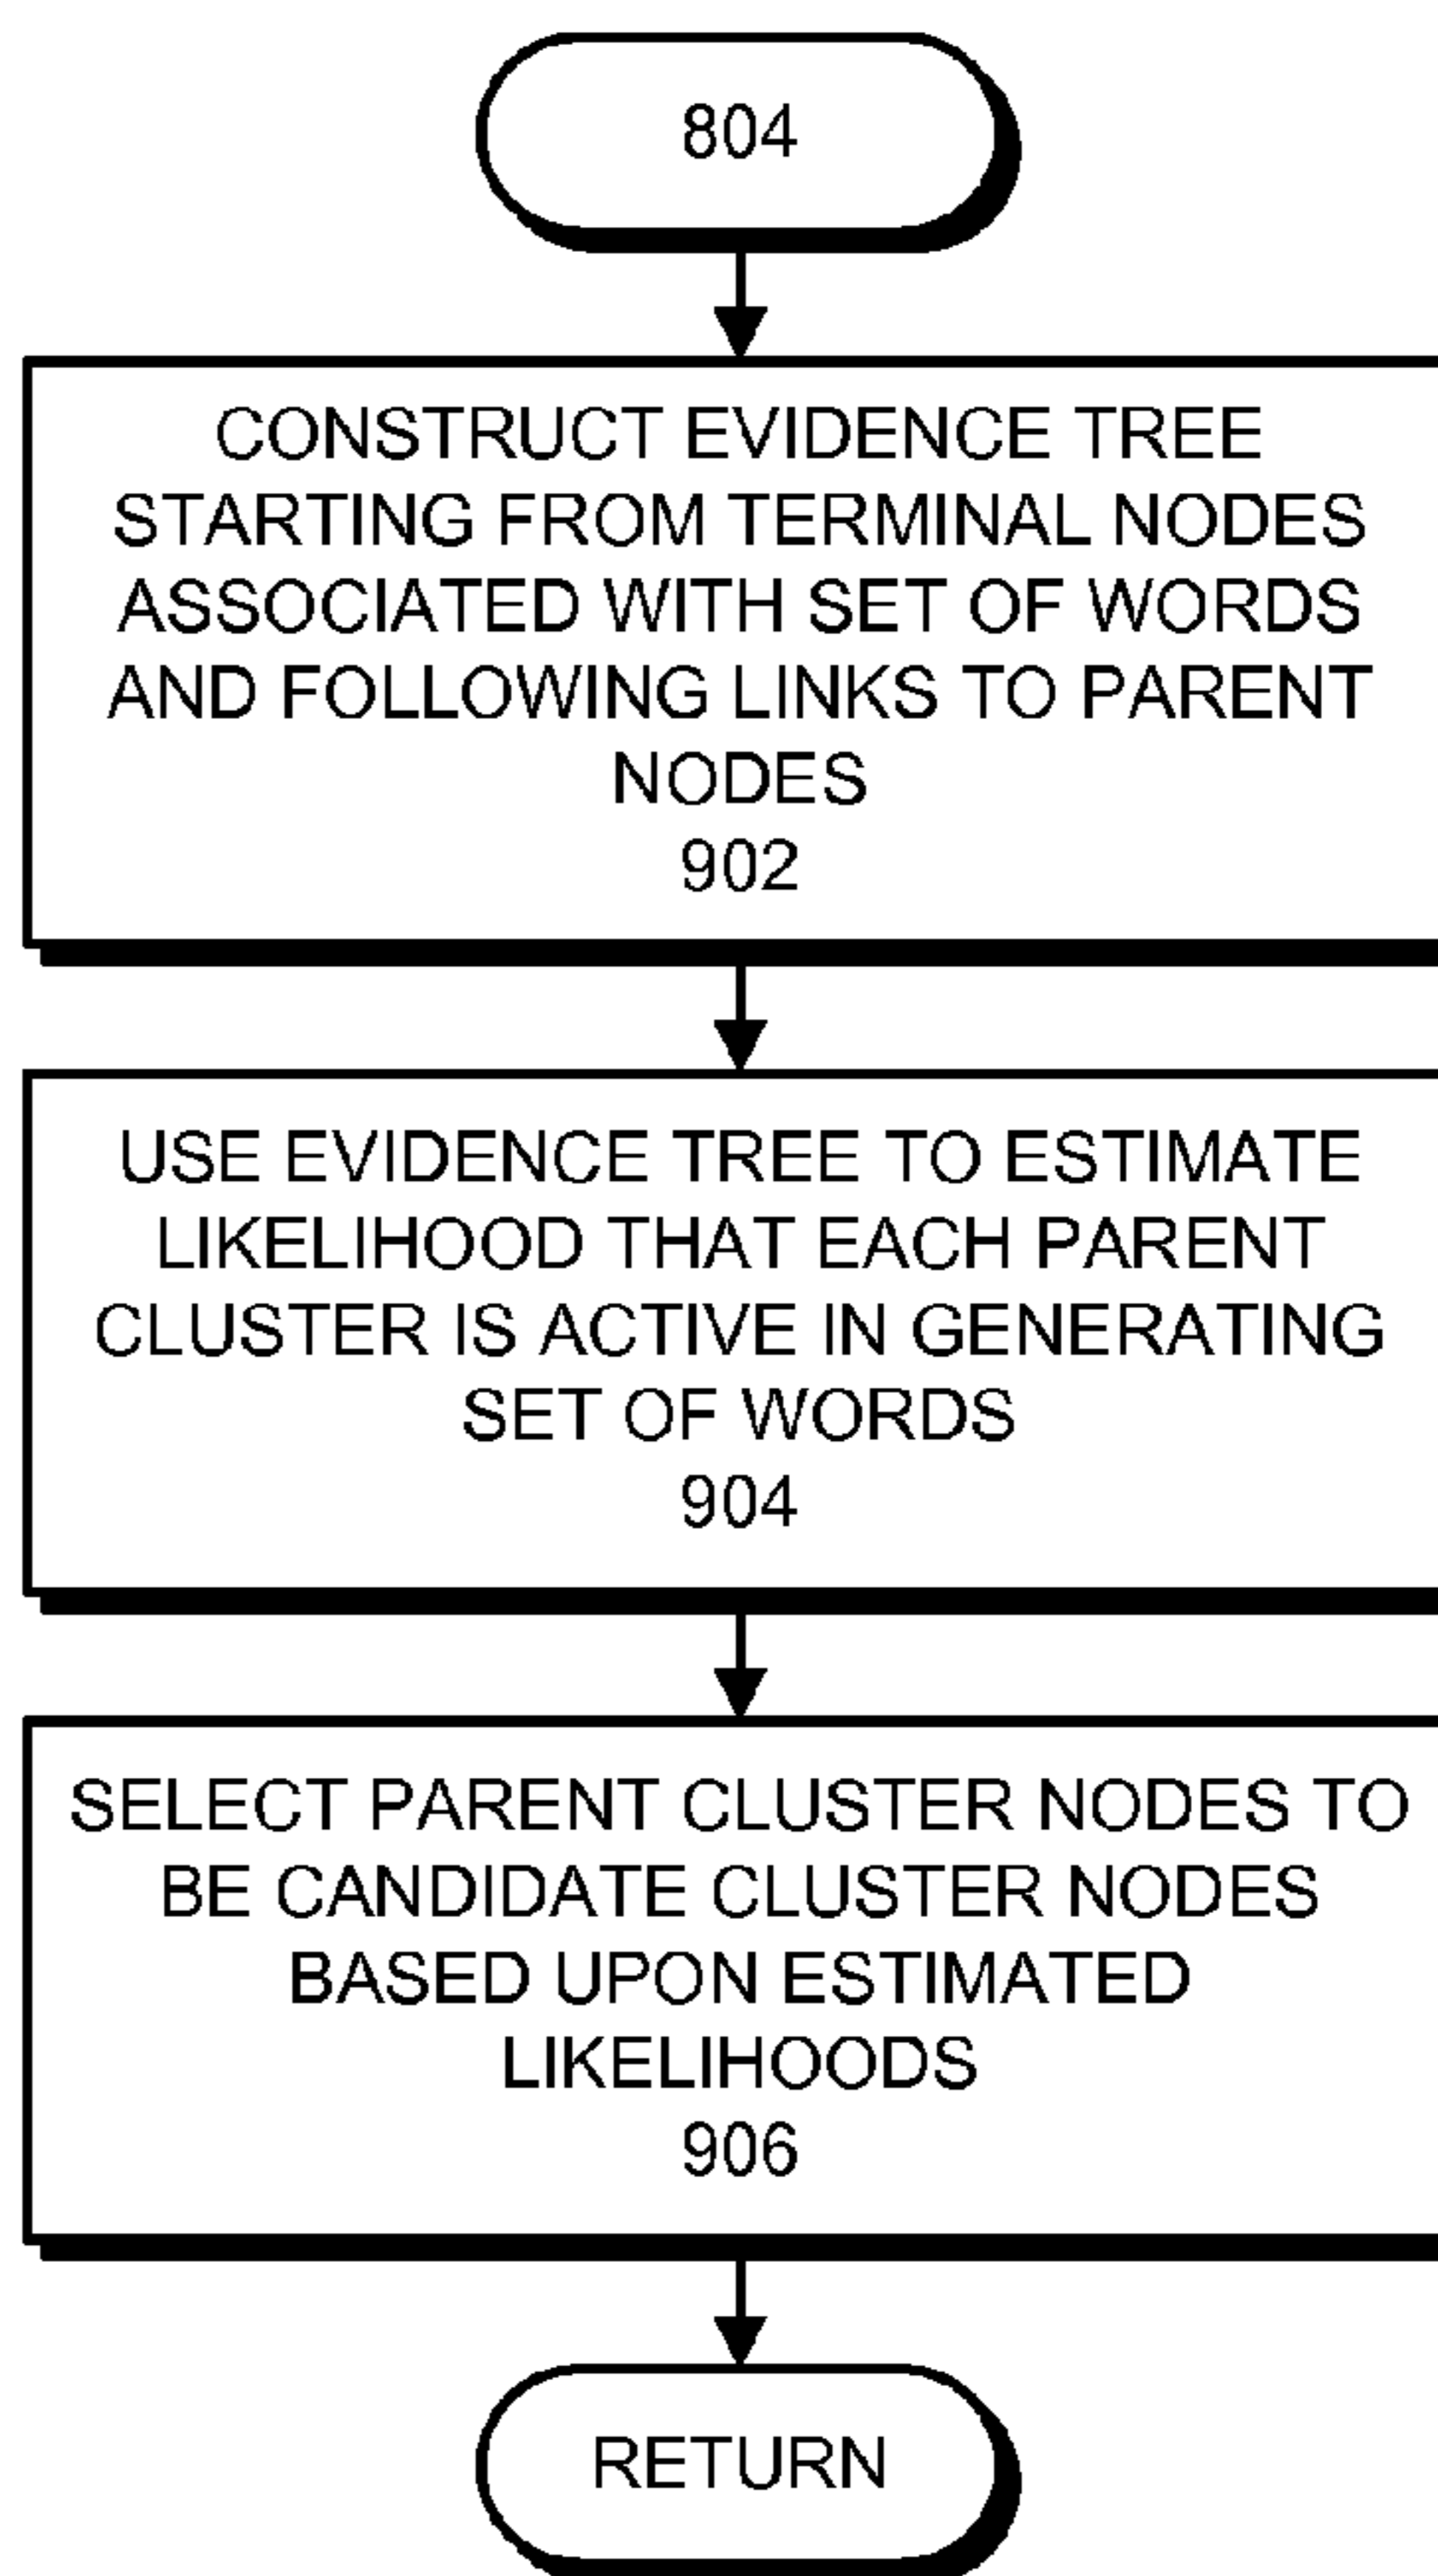 804
CONSTRUCT EVIDENCE TREE
STARTING FROM TERMINAL NODES
ASSOCIATED WITH SET OF WORDS
AND FOLLOWING LINKS TO PARENT
NODES
902
USE EVIDENCE TREE TO ESTIMATE
LIKELIHOOD THAT EACH PARENT
CLUSTER IS ACTIVE IN GENERATING
SET OF WORDS
904
SELECT PARENT CLUSTER NODES TO
BE CANDIDATE CLUSTER NODES
BASED UPON ESTIMATED
LIKELIHOODS
906
RETURN